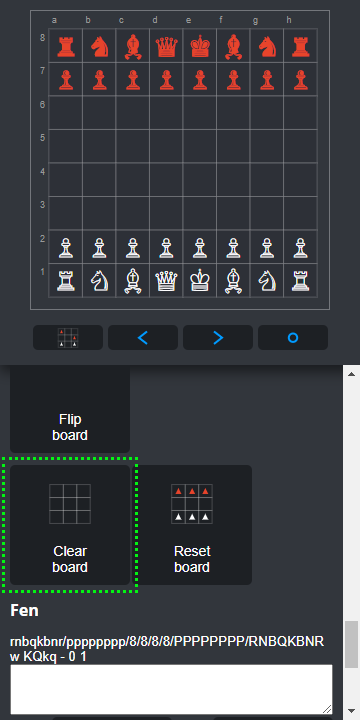 a b c d e f g h
8
7
6
5
4
3
2
1
Flip
board
Clear
board
Reset
board
Fen
rnbqkbnr/pppppppp/8/8/8/8/PPPPPPPP/RNBQKBNR
w KQkq - 0 1